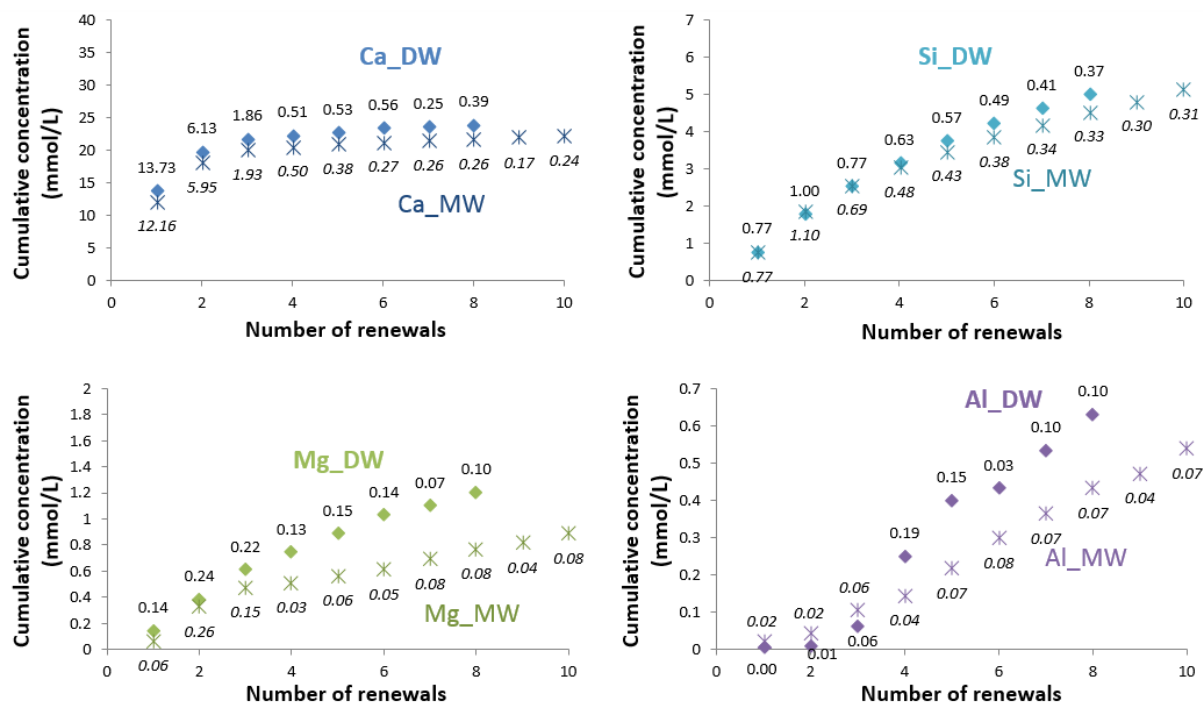 Cumulative concentration
(mmol/L)
40
35
30
25
20
15
10
5
0
Ca_DW
13.73 6.13 1.86 0.51 0.53 0.56 0.25 0.39
12.16 5.95 1.93 0.50 0.38 0.27 0.26 0.26 0.17 0.24
Ca_MW
0 2 4 6 8 10
Number of renewals
Cumulative concentration
(mmol/L)
7
6
5
4
3
2
1
0
Si_DW
0.77 1.00 0.77 0.63 0.57 0.49 0.41 0.37
0.77 1.10 0.69 0.48 0.43 0.38 0.34 0.33 0.30 0.31
Si_MW
0 2 4 6 8 10
Number of renewals
Cumulative concentration
(mmol/L)
2
1.8
1.6
1.4
1.2
1
0.8
0.6
0.4
0.2
0
Mg_DW
0.14 0.24 0.22 0.13 0.15 0.14 0.07 0.10
0.06 0.26 0.15 0.03 0.06 0.05 0.08 0.08 0.04 0.08
Mg_MW
0 2 4 6 8 10
Number of renewals
Cumulative concentration
(mmol/L)
0.7
0.6
0.5
0.4
0.3
0.2
0.1
0
Al_DW
0.00 0.01 0.06 0.19 0.15 0.03 0.10 0.10
0.02 0.02 0.06 0.04 0.07 0.08 0.07 0.07 0.04 0.07
Al_MW
0 2 4 6 8 10
Number of renewals